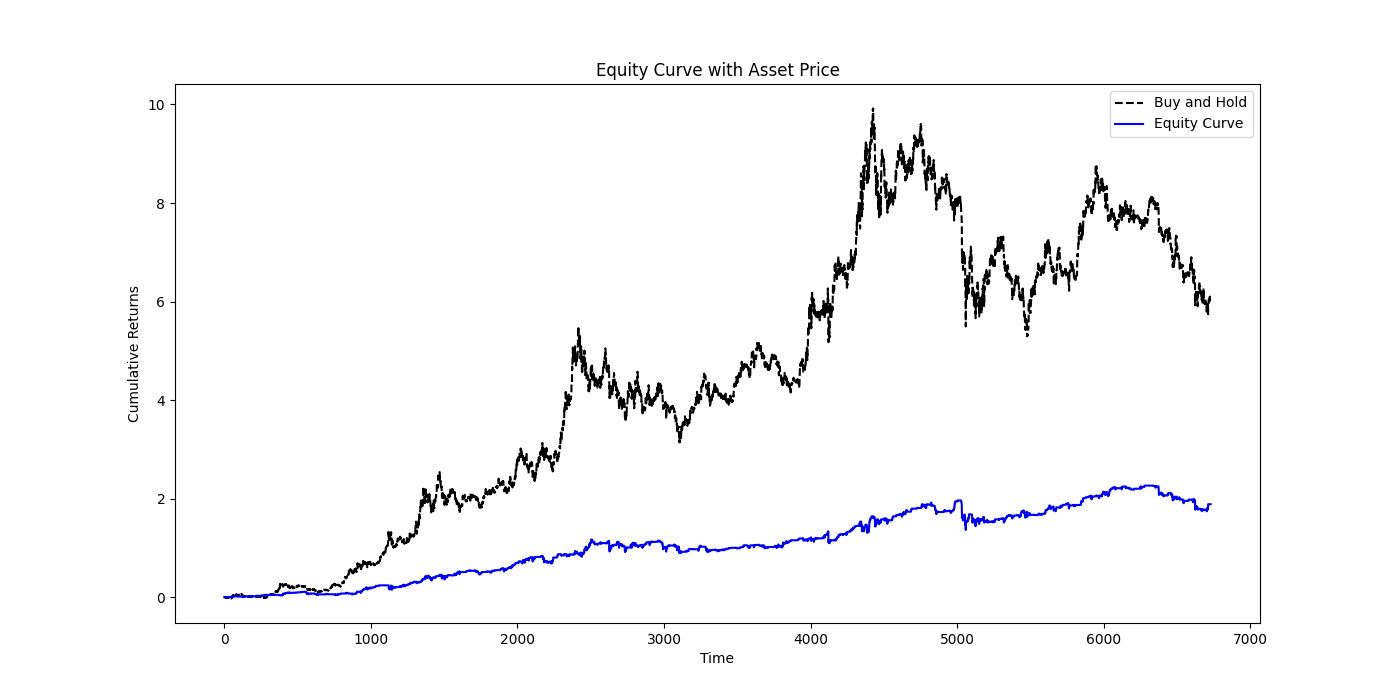 Equity Curve with Asset Price
Buy and Hold
Equity Curve
Cumulative Returns
10
8
6
4
2
0
0 1000 2000 3000 4000 5000 6000 7000
Time